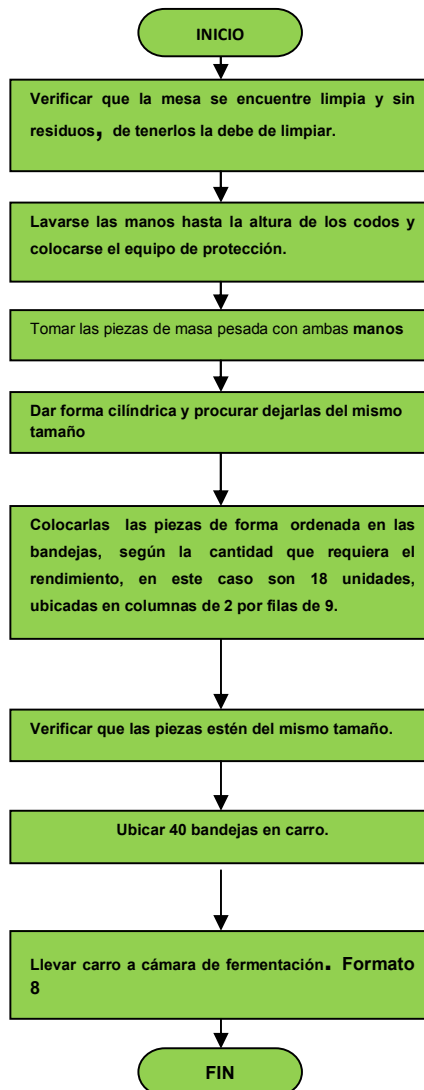 INICIO
Verificar que la mesa se encuentre limpia y sin
residuos, de tenerlos la debe de limpiar.
Lavarse las manos hasta la altura de los codos y
colocarse el equipo de protección.
Tomar las piezas de masa pesada con ambas manos
Dar forma cilíndrica y procurar dejarlas del mismo
tamaño
Colocarlas las piezas de forma ordenada en las
bandejas, según la cantidad que requiera el
rendimiento, en este caso son 18 unidades,
ubicadas en columnas de 2 por filas de 9.
Verificar que las piezas estén del mismo tamaño.
Ubicar 40 bandejas en carro.
Llevar carro a cámara de fermentación. Formato
8
FIN